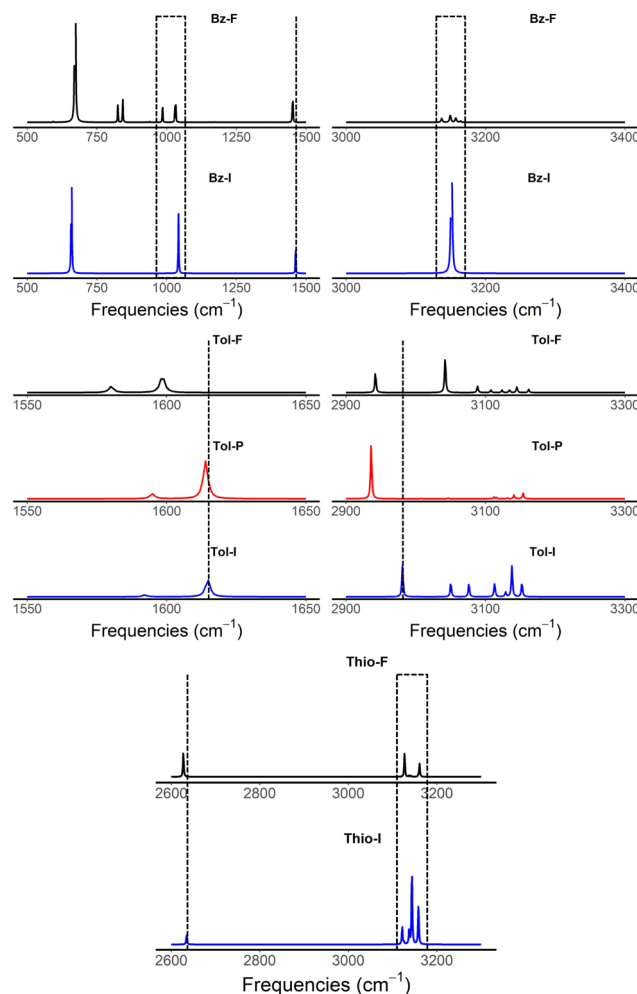 Bz-F Bz-F
500 750 1000 1250 1500 3000 3200 3400
Bz-I Bz-I
500 750 1000 1250 1500 3000 3200 3400
Frequencies (cm⁻¹) Frequencies (cm⁻¹)
Tol-F Tol-F
1550 1600 1650 2900 3100 3300
Tol-P Tol-P
1550 1600 1650 2900 3100 3300
Tol-I Tol-I
1550 1600 1650 2900 3100 3300
Frequencies (cm⁻¹) Frequencies (cm⁻¹)
Thio-F
2600 2800 3000 3200
Thio-I
2600 2800 3000 3200
Frequencies (cm⁻¹)